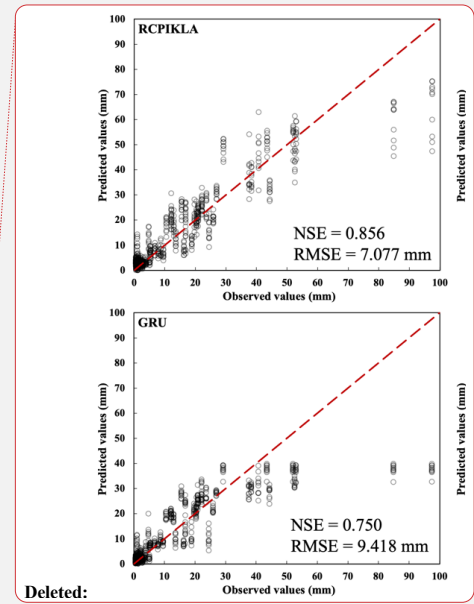 RCPIKLA
Predicted values (mm)
100
90
80
70
60
50
40
30
20
10
0
NSE = 0.856
RMSE = 7.077 mm
0 10 20 30 40 50 60 70 80 90 100
Observed values (mm)
Predicted values (mm)
GRU
Predicted values (mm)
100
90
80
70
60
50
40
30
20
10
0
NSE = 0.750
RMSE = 9.418 mm
0 10 20 30 40 50 60 70 80 90 100
Observed values (mm)
Predicted values (mm)
Deleted: